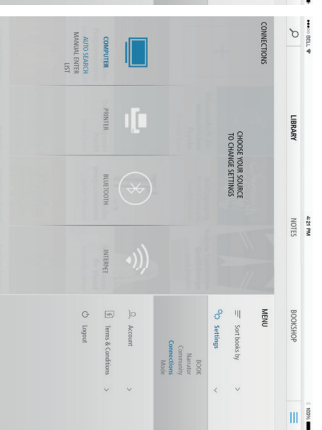 BELL
4:21 PM
100%
LIBRARY
NOTES
BOOKSHOP
CONNECTIONS
CHOOSE YOUR SOURCE
TO CHANGE SETTINGS
COMPUTER
AUTO SEARCH
MANUAL ENTER
LIST
PRINTER
BLUETOOTH
INTERPET
MENU
Sort books by
Settings
BOOK
Narrator
Community
Connections
Mode
Account
Terms & Conditions
Logout